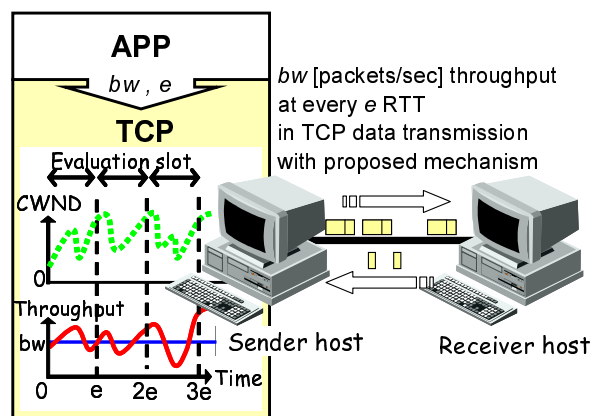 APP
bw , e
TCP
bw [packets/sec] throughput
at every e RTT
in TCP data transmission
with proposed mechanism
Evaluation slot
CWND
0
Throughput
bw
0 e 2e 3e Time
Sender host
Receiver host